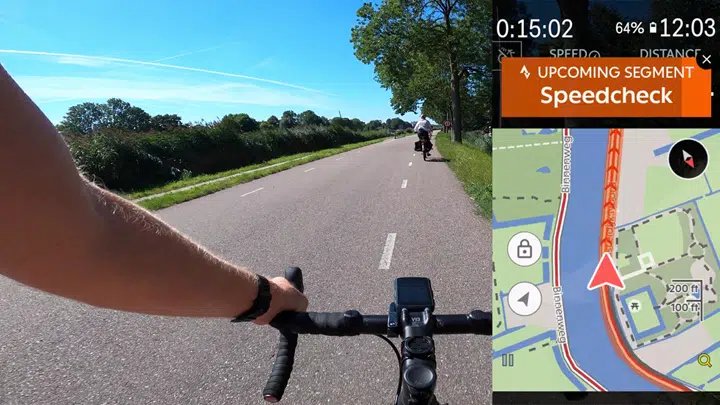 0:15:02
64% 12:03
SPEED
DISTANCE
UPCOMING SEGMENT
Speedcheck
Binnenweg
Binnenweg
200 ft
100 ft